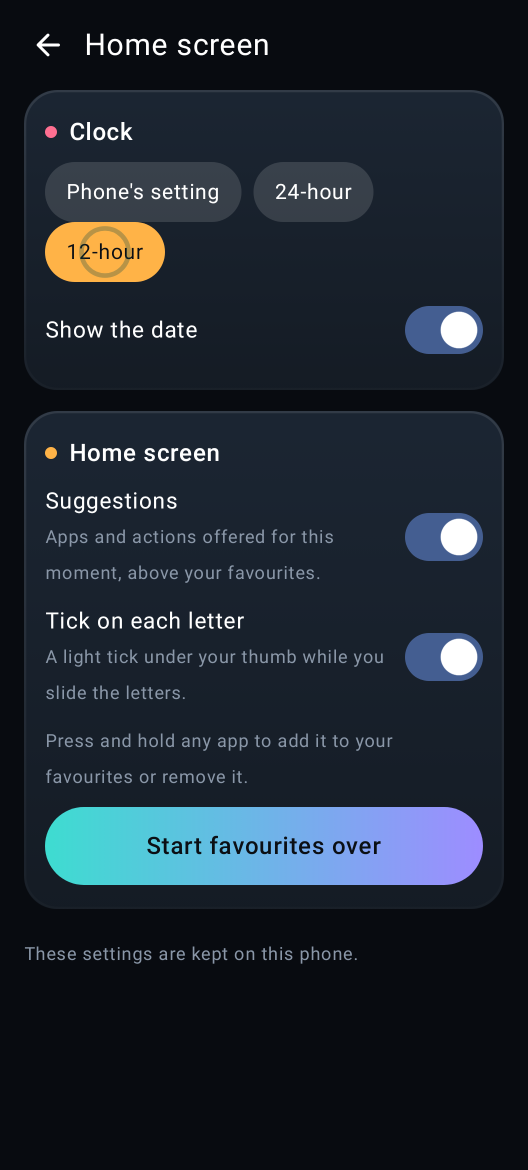 Home screen
Clock
Phone's setting
24-hour
12-hour
Show the date
Home screen
Suggestions
Apps and actions offered for this
moment, above your favourites.
Tick on each letter
A light tick under your thumb while you
slide the letters.
Press and hold any app to add it to your
favourites or remove it.
Start favourites over
These settings are kept on this phone.